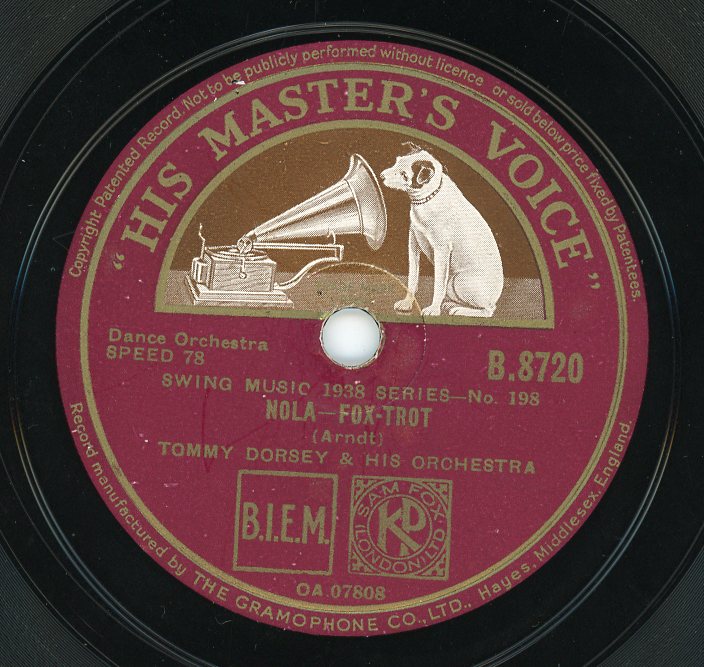 Copyright Patented Record Not to be publicly performed without licence or sold below price fixed by Patentees.
"HIS MASTER'S VOICE"
Dance Orchestra
SPEED 78
B.8720
SWING MUSIC 1938 SERIES—No. 198
NOLA—FOX-TROT
(Arndt)
TOMMY DORSEY & HIS ORCHESTRA
B.I.E.M.
SAM FOX
KP
(LONDON) LTD.
OA 07808
Record manufactured by THE GRAMOPHONE CO., LTD., Hayes, Middlesex, England.